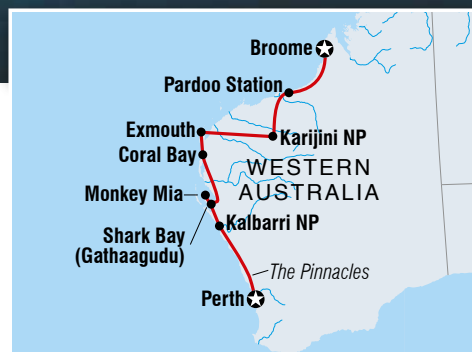 Broome
Pardoo Station
Exmouth
Karijini NP
Coral Bay
WESTERN
AUSTRALIA
Monkey Mia
Kalbarri NP
Shark Bay
(Gathaagudu)
The Pinnacles
Perth